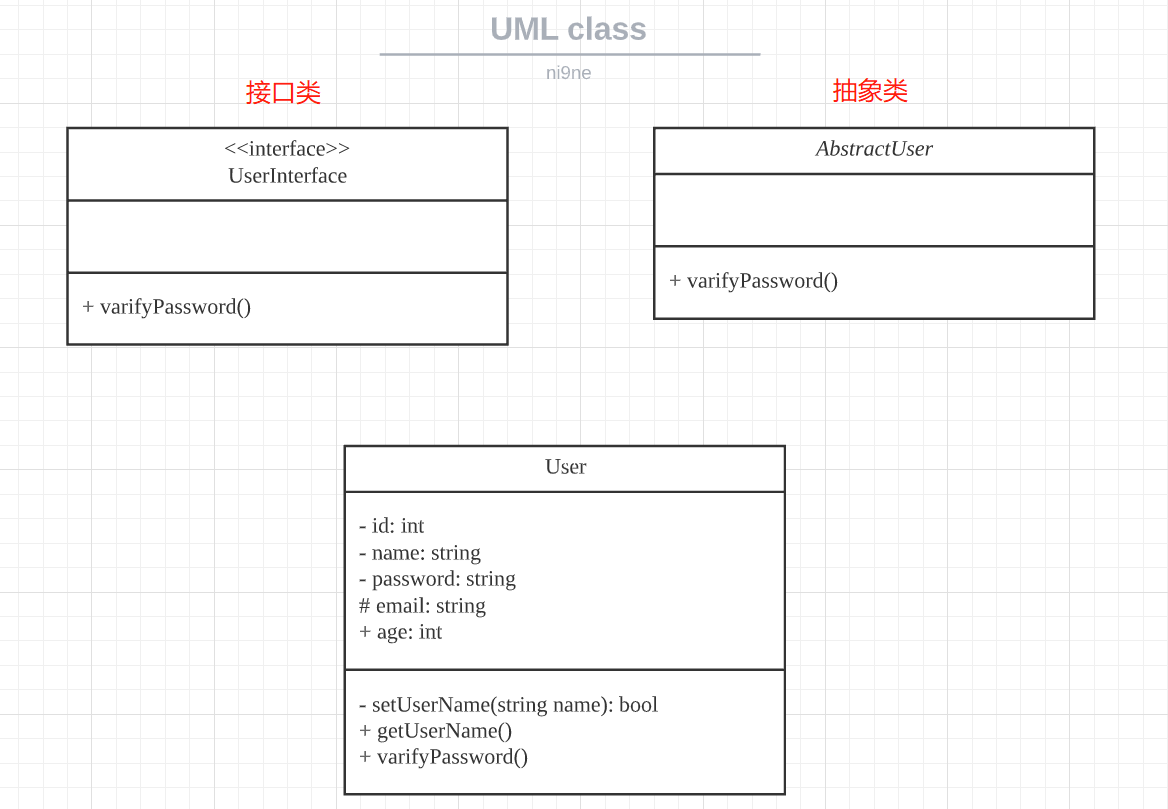 UML class
ni9ne
接口类
抽象类
<<interface>>
UserInterface
+ varifyPassword()
AbstractUser
+ varifyPassword()
User
- id: int
- name: string
- password: string
# email: string
+ age: int
- setUserName(string name): bool
+ getUserName()
+ varifyPassword()